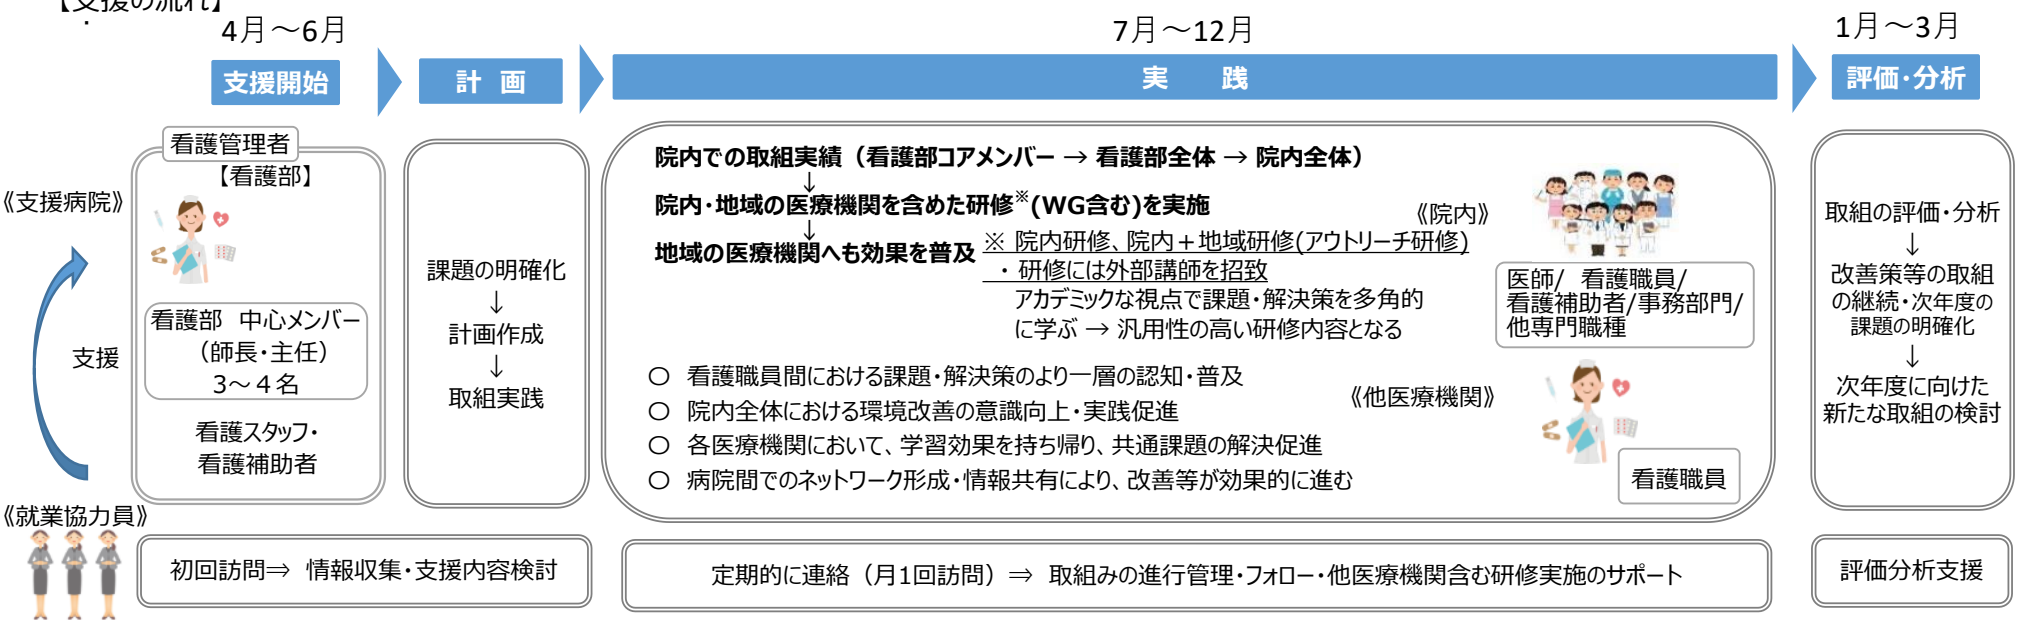 【支援の流れ】
4月～6月
7月～12月
1月～3月
支援開始
計 画
実 践
評価・分析
《支援病院》
支援
《就業協力員》
看護管理者
【看護部】
看護部 中心メンバー
（師長・主任）
3～４名
看護スタッフ・
看護補助者
課題の明確化
↓
計画作成
↓
取組実践
院内での取組実績（看護部コアメンバー → 看護部全体 → 院内全体）
↓
院内・地域の医療機関を含めた研修※(WG含む)を実施
↓
地域の医療機関へも効果を普及
※ 院内研修、院内＋地域研修(アウトリーチ研修)
・研修には外部講師を招致
アカデミックな視点で課題・解決策を多角的
に学ぶ → 汎用性の高い研修内容となる
○ 看護職員間における課題・解決策のより一層の認知・普及
○ 院内全体における環境改善の意識向上・実践促進
○ 各医療機関において、学習効果を持ち帰り、共通課題の解決促進
○ 病院間でのネットワーク形成・情報共有により、改善等が効果的に進む
《院内》
医師/ 看護職員/
看護補助者/事務部門/
他専門職種
《他医療機関》
看護職員
取組の評価・分析
↓
改善策等の取組
の継続・次年度の
課題の明確化
↓
次年度に向けた
新たな取組の検討
初回訪問⇒ 情報収集・支援内容検討
定期的に連絡（月1回訪問）⇒ 取組みの進行管理・フォロー・他医療機関含む研修実施のサポート
評価分析支援